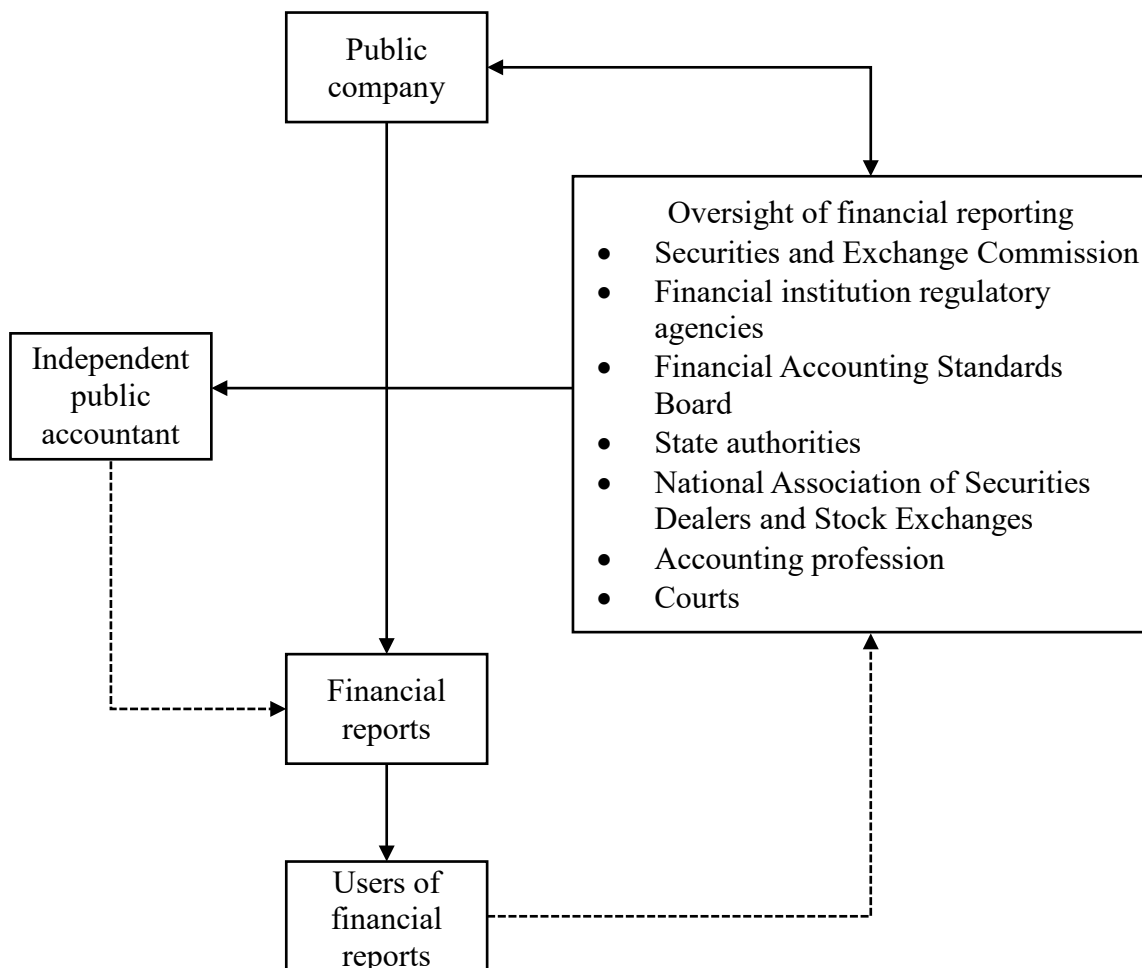 Public
company
Oversight of financial reporting
• Securities and Exchange Commission
• Financial institution regulatory
agencies
• Financial Accounting Standards
Board
• State authorities
• National Association of Securities
Dealers and Stock Exchanges
• Accounting profession
• Courts
Independent
public
accountant
Financial
reports
Users of
financial
reports